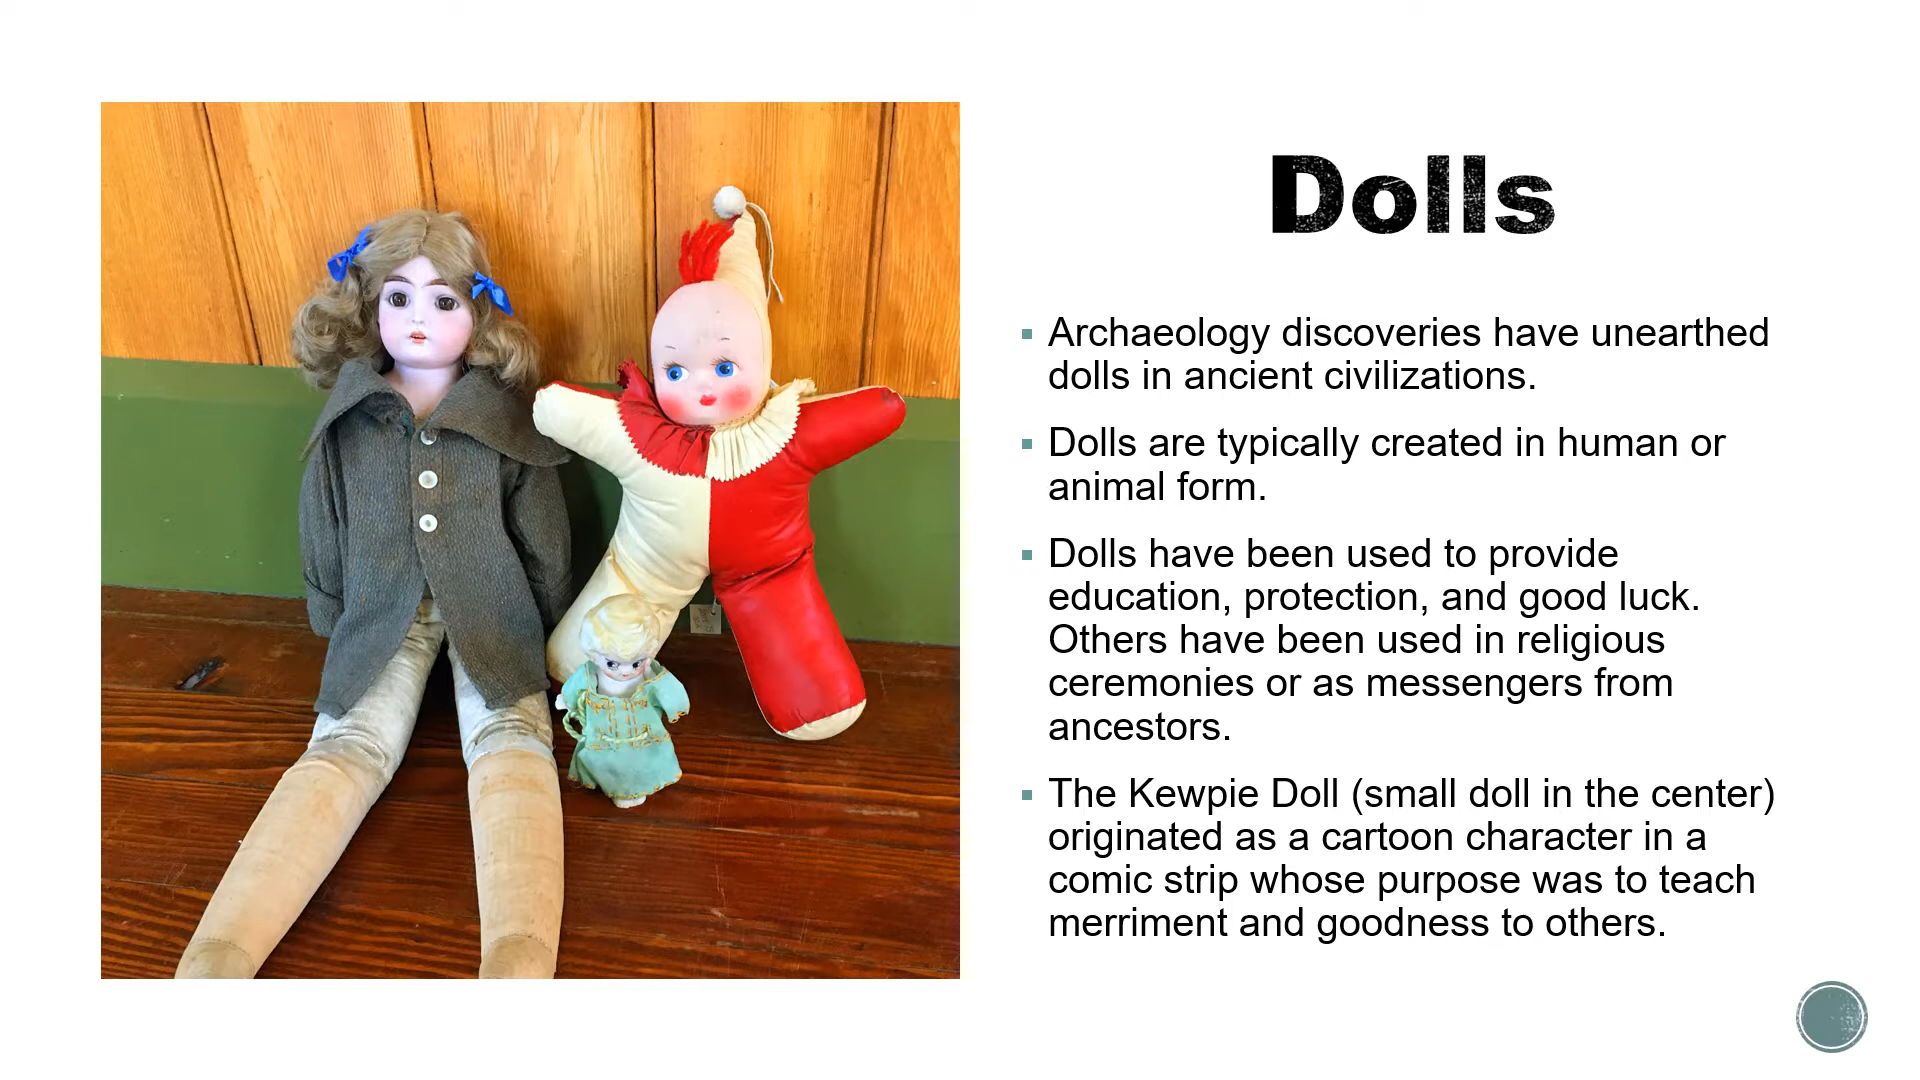 Dolls
Archaeology discoveries have unearthed
dolls in ancient civilizations.
Dolls are typically created in human or
animal form.
Dolls have been used to provide
education, protection, and good luck.
Others have been used in religious
ceremonies or as messengers from
ancestors.
The Kewpie Doll (small doll in the center)
originated as a cartoon character in a
comic strip whose purpose was to teach
merriment and goodness to others.